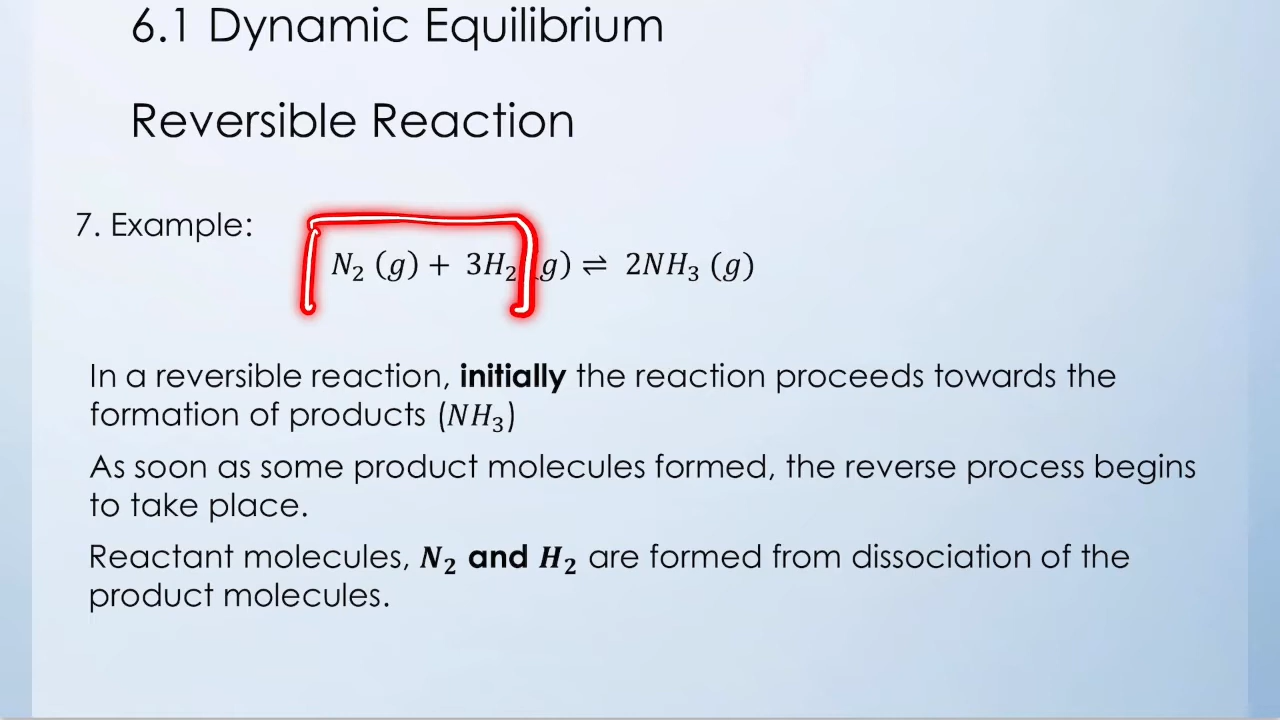 6.1 Dynamic Equilibrium
Reversible Reaction
7. Example:
N₂ (g) + 3H₂ (g) ⇌ 2NH₃ (g)
In a reversible reaction, initially the reaction proceeds towards the
formation of products (NH₃)
As soon as some product molecules formed, the reverse process begins
to take place.
Reactant molecules, N₂ and H₂ are formed from dissociation of the
product molecules.